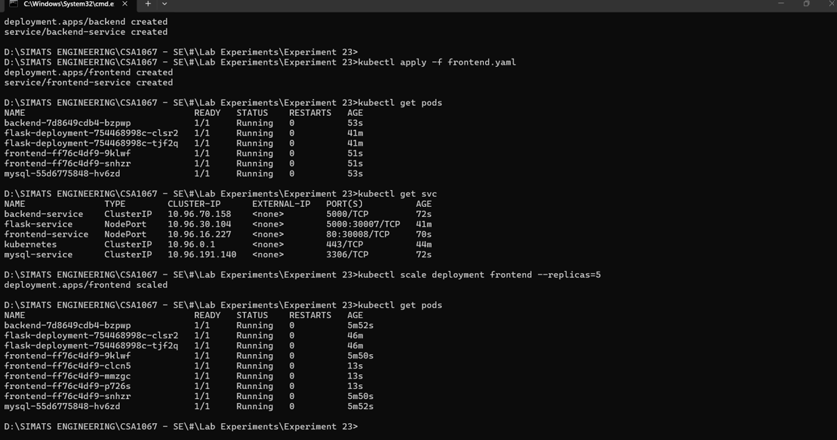 C:\Windows\System32\cmd.e
deployment.apps/backend created
service/backend-service created
D:\SIMATS ENGINEERING\CSA1067 - SE\#\Lab Experiments\Experiment 23>
D:\SIMATS ENGINEERING\CSA1067 - SE\#\Lab Experiments\Experiment 23>kubectl apply -f frontend.yaml
deployment.apps/frontend created
service/frontend-service created
D:\SIMATS ENGINEERING\CSA1067 - SE\#\Lab Experiments\Experiment 23>kubectl get pods
NAME READY STATUS RESTARTS AGE
backend-7d8649cdb4-bzpwp 1/1 Running 0 53s
flask-deployment-754468998c-clsr2 1/1 Running 0 41m
flask-deployment-754468998c-tjf2q 1/1 Running 0 41m
frontend-ff76c4df9-9klwf 1/1 Running 0 51s
frontend-ff76c4df9-snhzr 1/1 Running 0 51s
mysql-55d6775848-hv6zd 1/1 Running 0 53s
D:\SIMATS ENGINEERING\CSA1067 - SE\#\Lab Experiments\Experiment 23>kubectl get svc
NAME TYPE CLUSTER-IP EXTERNAL-IP PORT(S) AGE
backend-service ClusterIP 10.96.70.158 <none> 5000/TCP 72s
flask-service NodePort 10.96.30.104 <none> 5000:30007/TCP 41m
frontend-service NodePort 10.96.16.227 <none> 80:30008/TCP 70s
kubernetes ClusterIP 10.96.0.1 <none> 443/TCP 44m
mysql-service ClusterIP 10.96.191.140 <none> 3306/TCP 72s
D:\SIMATS ENGINEERING\CSA1067 - SE\#\Lab Experiments\Experiment 23>kubectl scale deployment frontend --replicas=5
deployment.apps/frontend scaled
D:\SIMATS ENGINEERING\CSA1067 - SE\#\Lab Experiments\Experiment 23>kubectl get pods
NAME READY STATUS RESTARTS AGE
backend-7d8649cdb4-bzpwp 1/1 Running 0 5m52s
flask-deployment-754468998c-clsr2 1/1 Running 0 46m
flask-deployment-754468998c-tjf2q 1/1 Running 0 46m
frontend-ff76c4df9-9klwf 1/1 Running 0 5m50s
frontend-ff76c4df9-clcn5 1/1 Running 0 13s
frontend-ff76c4df9-mmzgc 1/1 Running 0 13s
frontend-ff76c4df9-p726s 1/1 Running 0 13s
frontend-ff76c4df9-snhzr 1/1 Running 0 5m50s
mysql-55d6775848-hv6zd 1/1 Running 0 5m52s
D:\SIMATS ENGINEERING\CSA1067 - SE\#\Lab Experiments\Experiment 23>